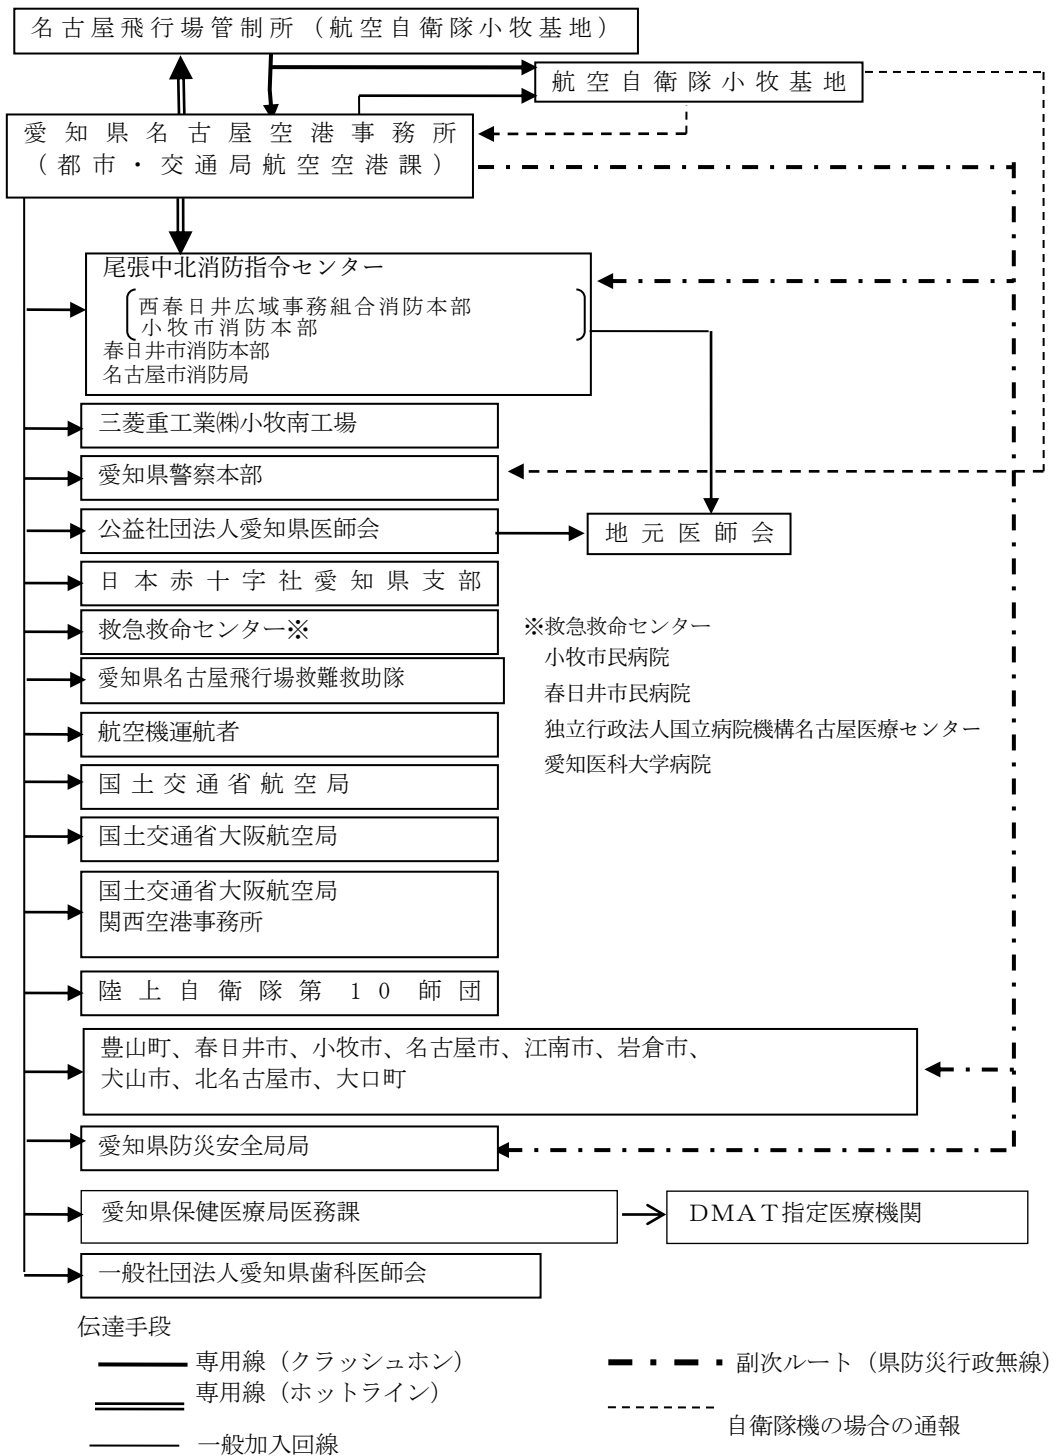 名古屋飛行場管制所（航空自衛隊小牧基地）
航空自衛隊小牧基地
愛知県名古屋空港事務所
（都市・交通局航空空港課）
尾張中北消防指令センター
西春日井広域事務組合消防本部
小牧市消防本部
春日井市消防本部
名古屋市消防局
三菱重工業㈱小牧南工場
愛知県警察本部
公益社団法人愛知県医師会
地元医師会
日本赤十字社愛知県支部
救急救命センター※
※救急救命センター
小牧市民病院
春日井市民病院
独立行政法人国立病院機構名古屋医療センター
愛知医科大学病院
愛知県名古屋飛行場救難救助隊
航空機運航者
国土交通省航空局
国土交通省大阪航空局
国土交通省大阪航空局
関西空港事務所
陸上自衛隊第10師団
豊山町、春日井市、小牧市、名古屋市、江南市、岩倉市、
犬山市、北名古屋市、大口町
愛知県防災安全局局
愛知県保健医療局医務課
ＤＭＡＴ指定医療機関
一般社団法人愛知県歯科医師会
伝達手段
専用線（クラッシュホン）
専用線（ホットライン）
一般加入回線
副次ルート（県防災行政無線）
自衛隊機の場合の通報